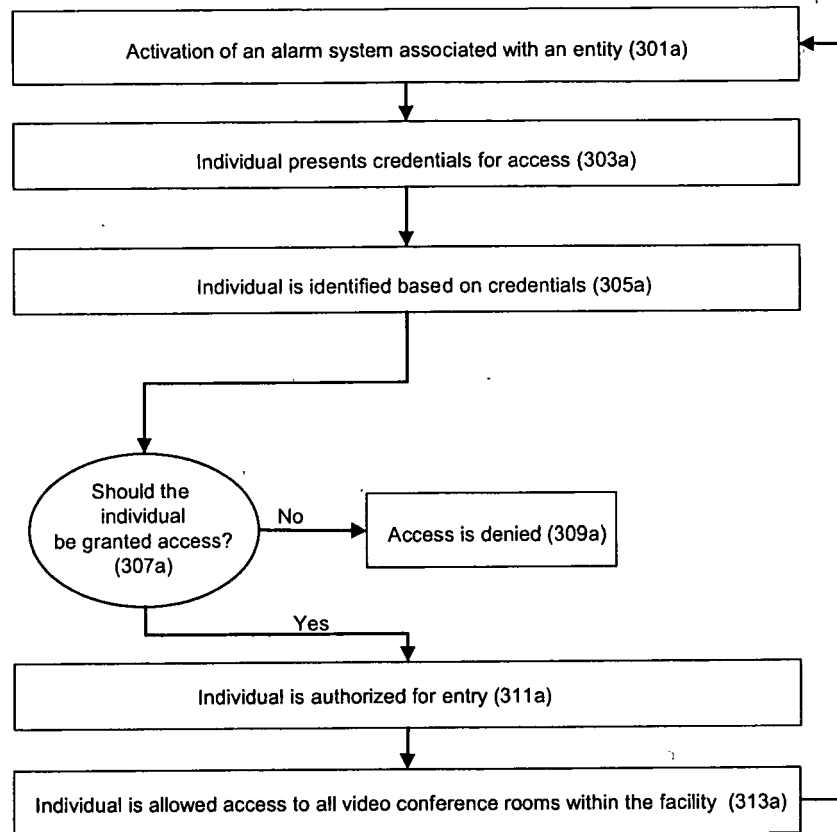 Activation of an alarm system associated with an entity (301a)
Individual presents credentials for access (303a)
Individual is identified based on credentials (305a)
Should the
individual
be granted access?
(307a)
No
Access is denied (309a)
Yes
Individual is authorized for entry (311a)
Individual is allowed access to all video conference rooms within the facility (313a)